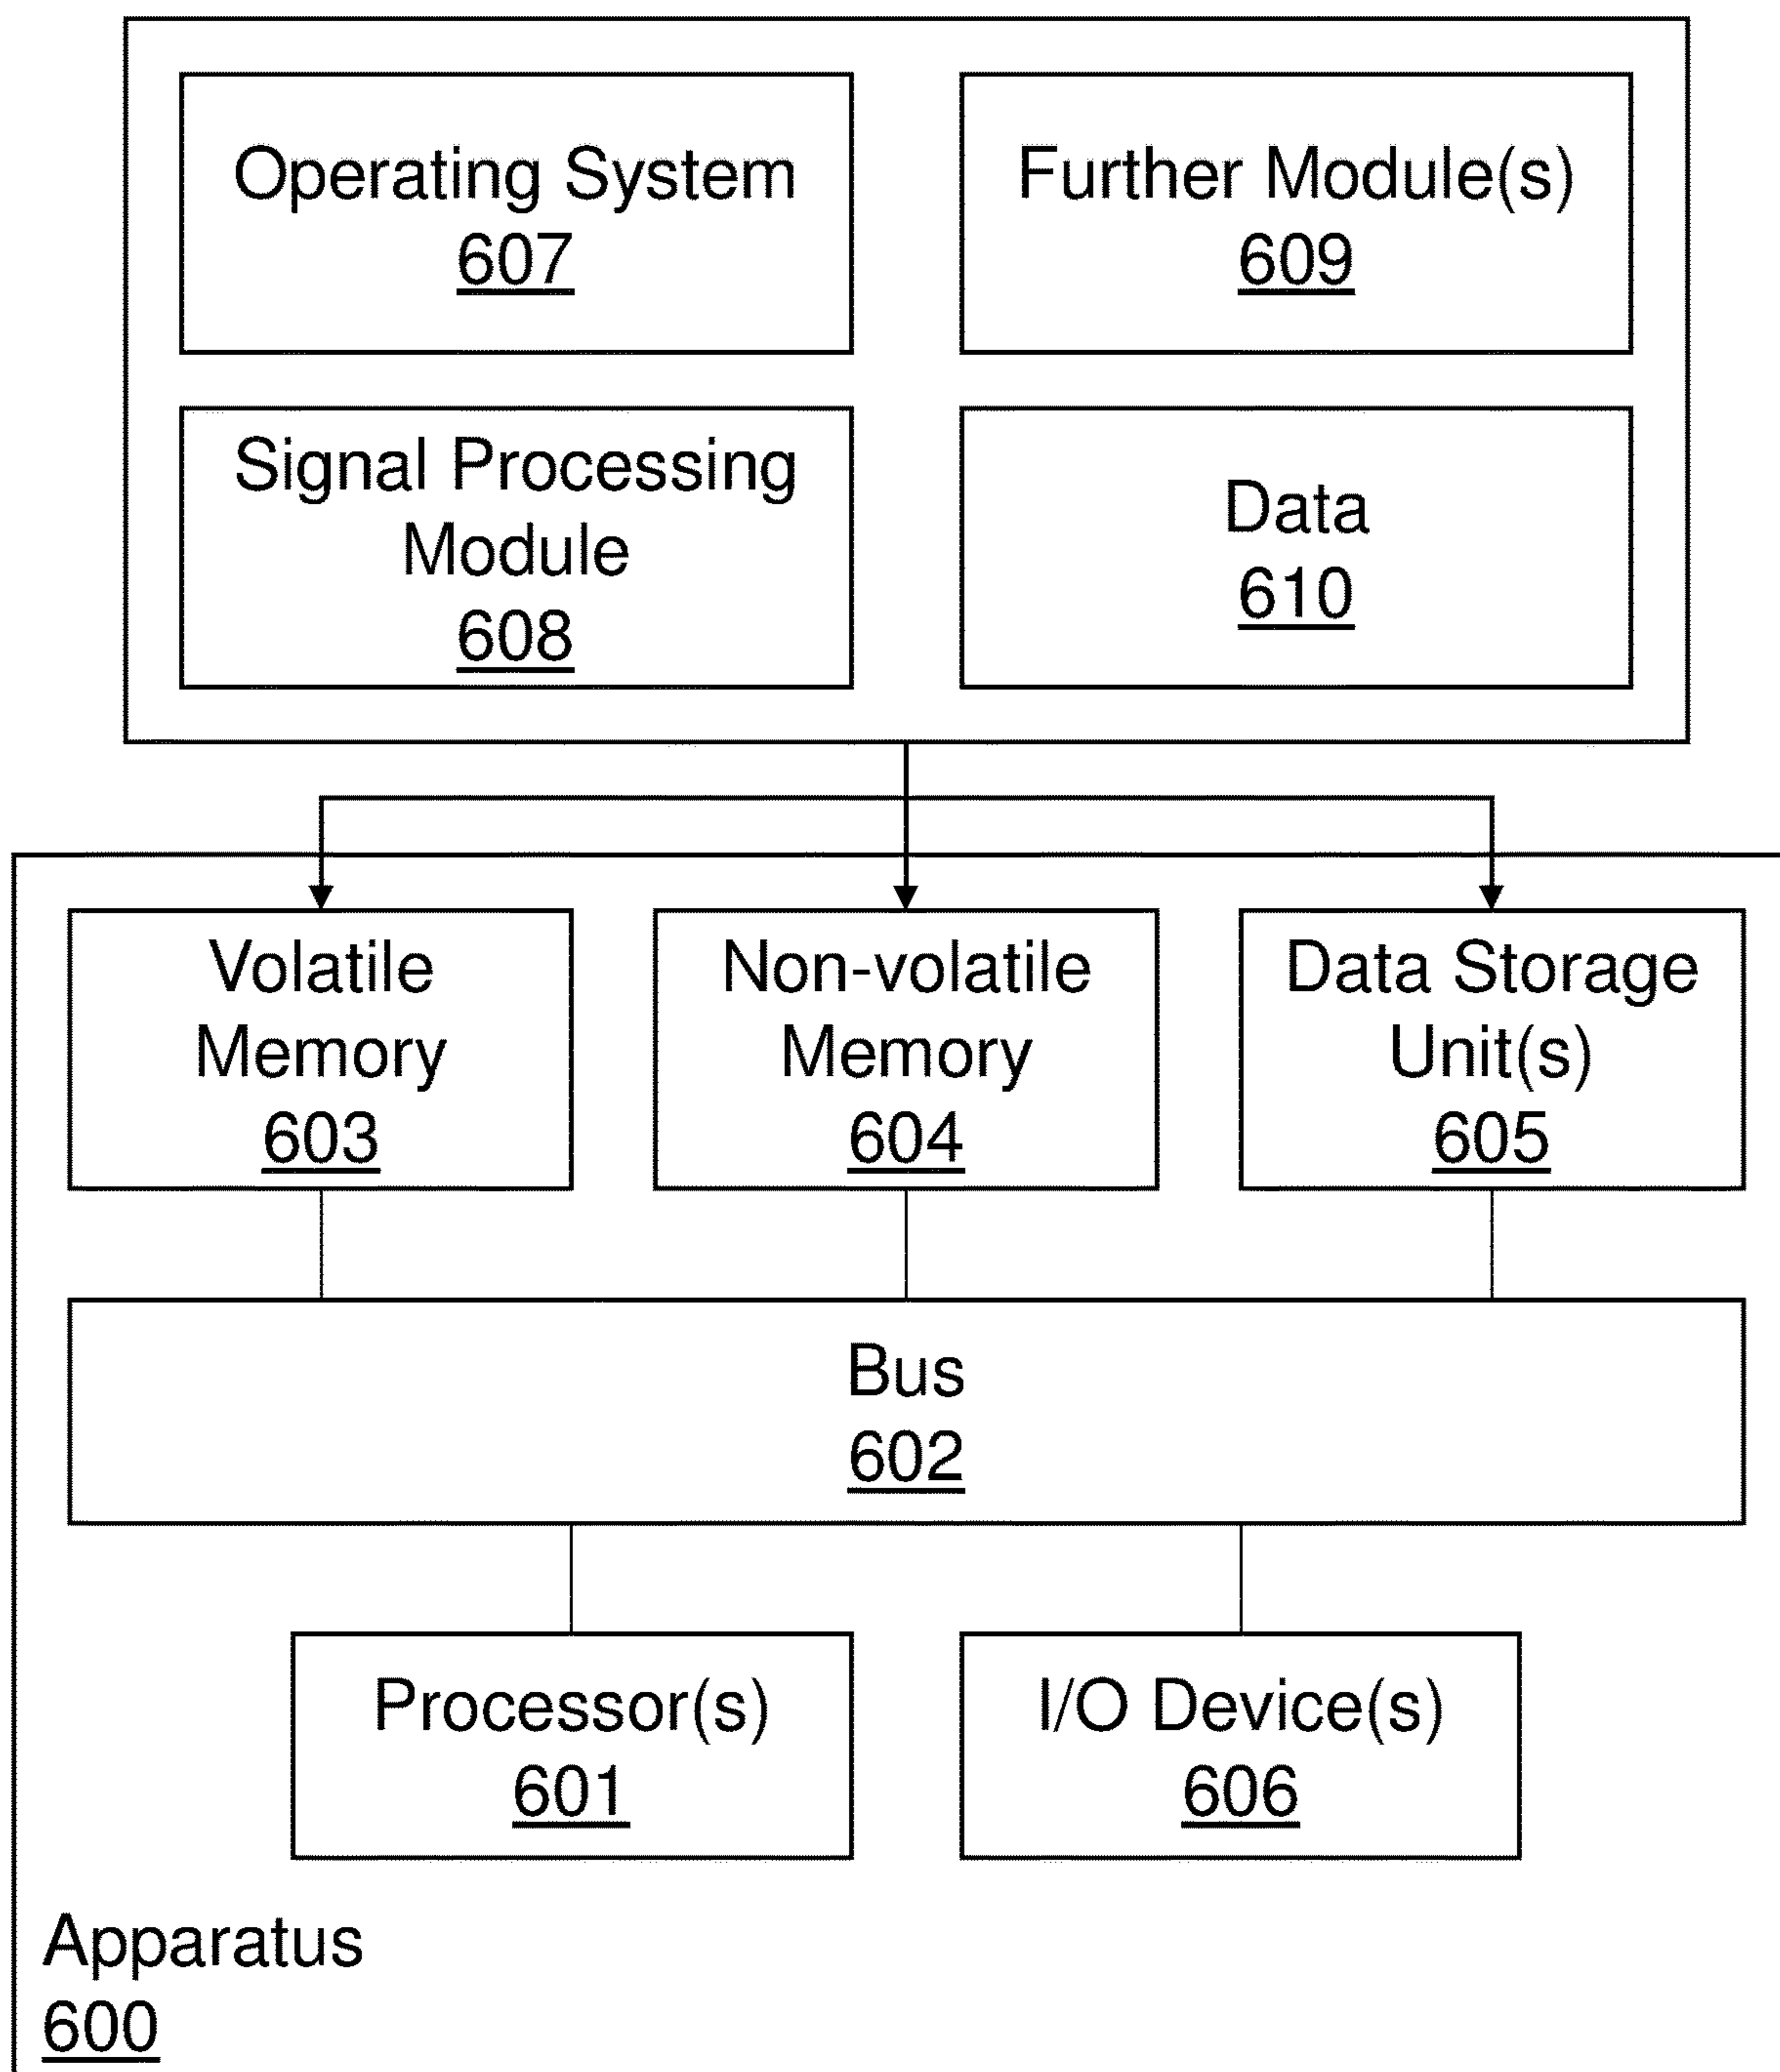 Operating System
607
Further Module(s)
609
Signal Processing
Module
608
Data
610
Volatile
Memory
603
Non-volatile
Memory
604
Data Storage
Unit(s)
605
Bus
602
Processor(s)
601
I/O Device(s)
606
Apparatus
600